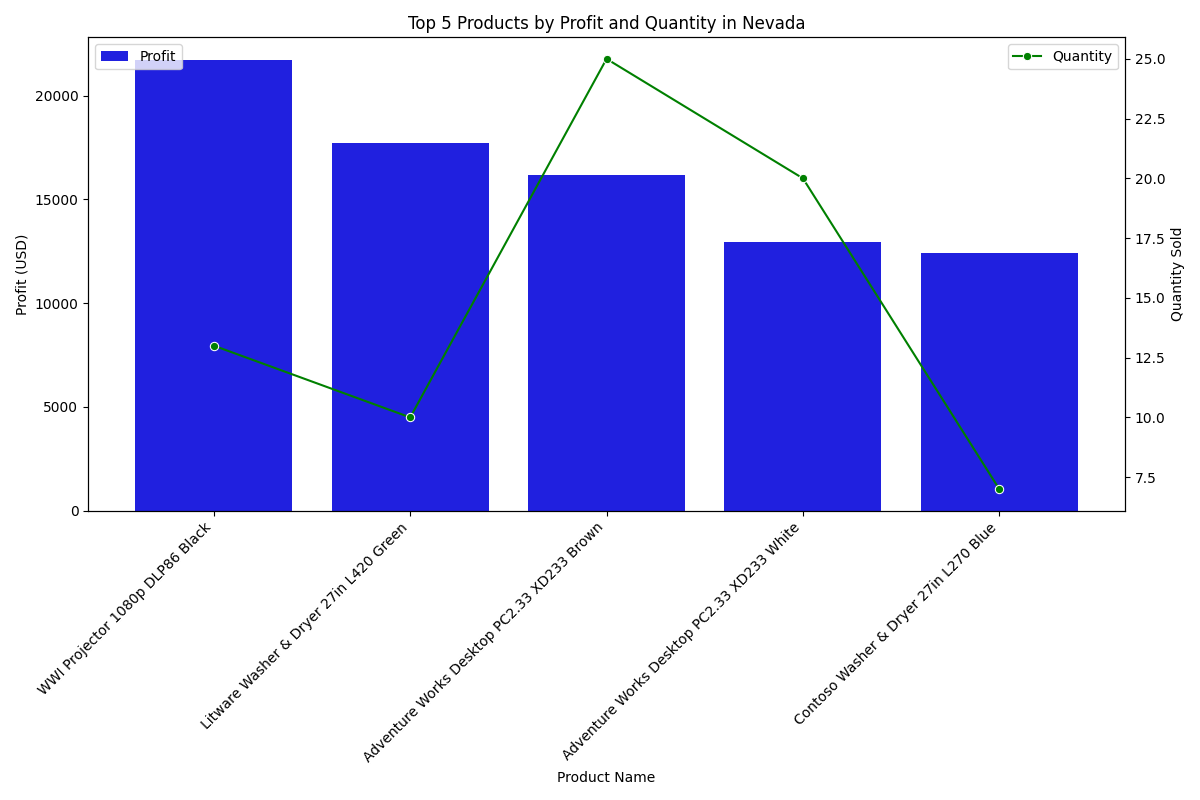 Top 5 Products by Profit and Quantity in Nevada
Profit
Quantity
Profit (USD)
20000
15000
10000
5000
0
25.0
22.5
20.0
17.5
15.0
12.5
10.0
7.5
Quantity Sold
WWI Projector 1080p DLP86 Black
Litware Washer & Dryer 27in L420 Green
Adventure Works Desktop PC2.33 XD233 Brown
Adventure Works Desktop PC2.33 XD233 White
Contoso Washer & Dryer 27in L270 Blue
Product Name